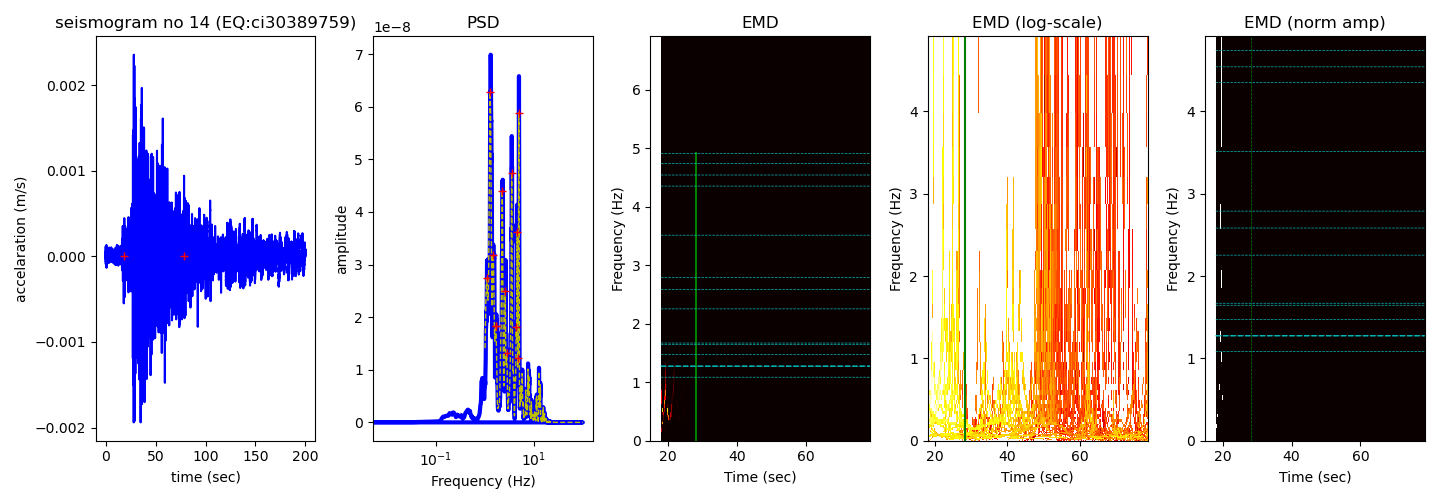 seismogram no 14 (EQ:ci30389759)
0.002
0.001
0.000
−0.001
−0.002
accelaration (m/s)
0 50 100 150 200
time (sec)
PSD
1e−8
7
6
5
4
3
2
1
0
amplitude
10⁻¹ 10¹
Frequency (Hz)
EMD
6
5
4
3
2
1
0
Frequency (Hz)
20 40 60
Time (sec)
EMD (log-scale)
4
3
2
1
0
Frequency (Hz)
20 40 60
Time (sec)
EMD (norm amp)
4
3
2
1
0
Frequency (Hz)
20 40 60
Time (sec)